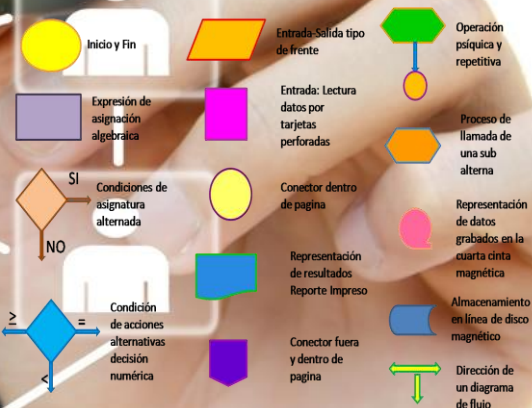 Inicio y Fin
Expresión de
asignación
algebraica
SI
Condiciones de
asignatura
alternada
NO
≥
=
<
Condición
de acciones
alternativas
decisión
numérica
Entrada-Salida tipo
de frente
Entrada: Lectura
datos por
tarjetas
perforadas
Conector dentro
de pagina
Representación
de resultados
Reporte Impreso
Conector fuera
y dentro de
pagina
Operación
psíquica y
repetitiva
Proceso de
llamada de
una sub
alterna
Representación
de datos
grabados en la
cuarta cinta
magnética
Almacenamiento
en línea de disco
magnético
Dirección de
un diagrama
de flujo